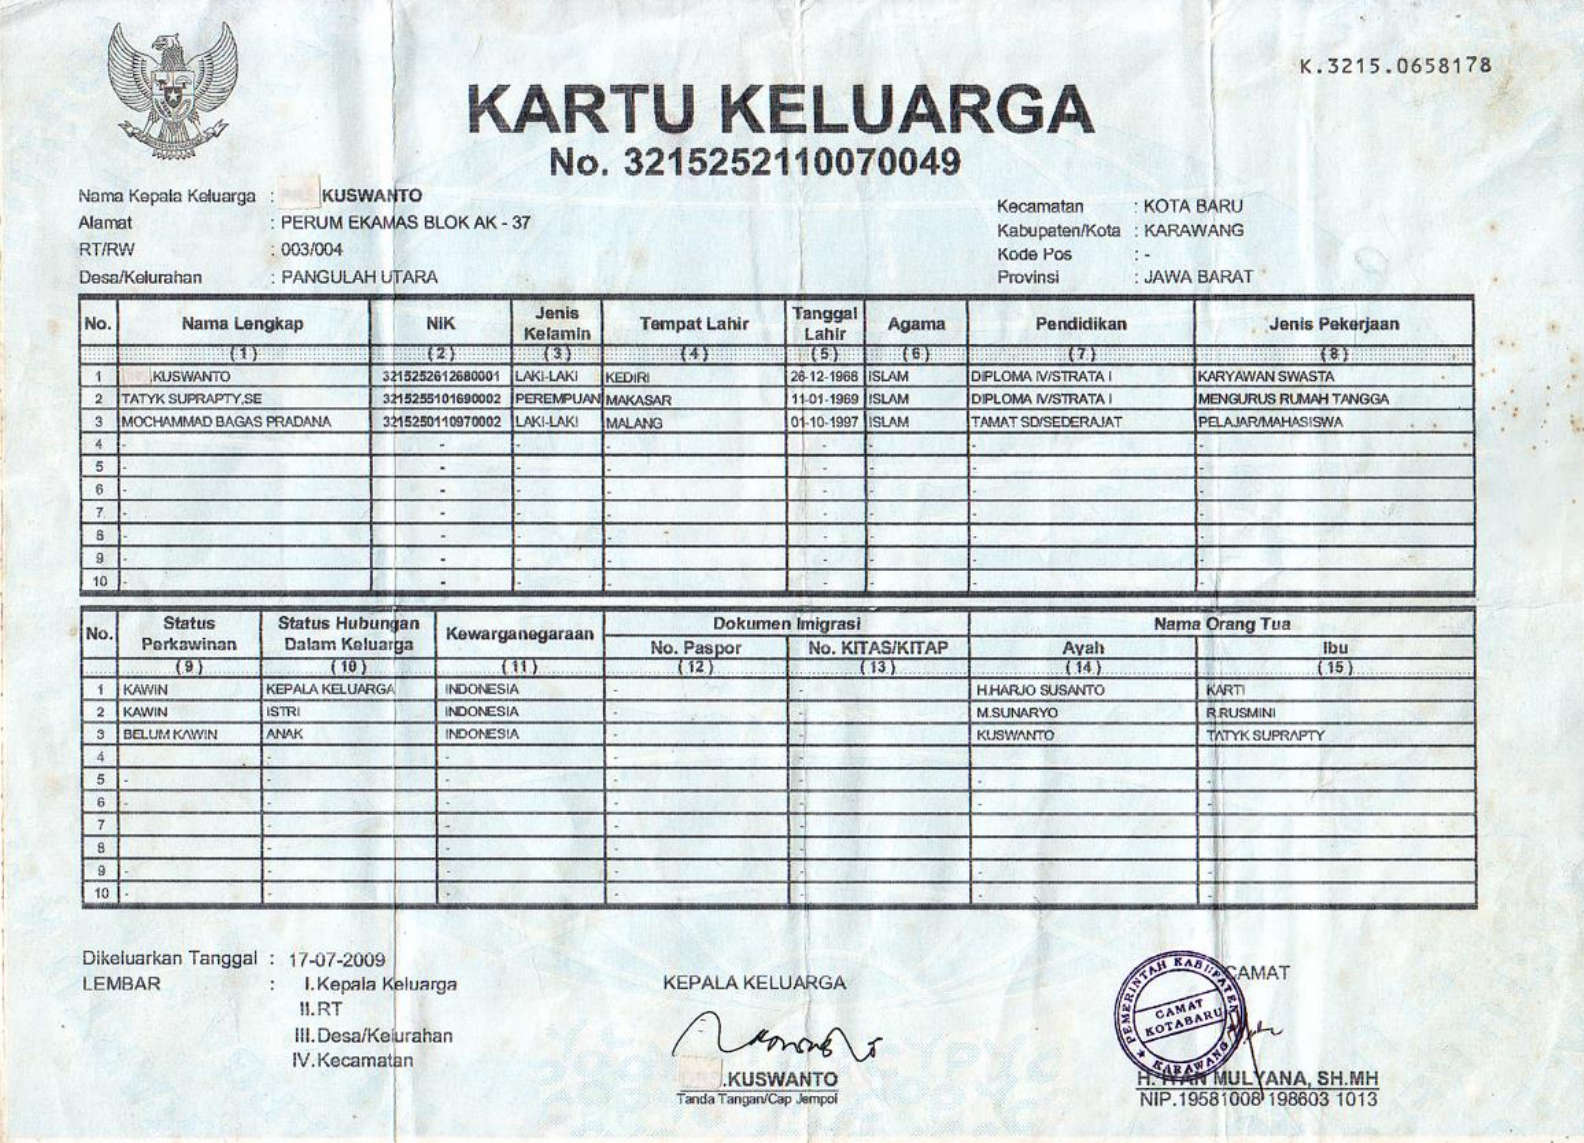 K.3215.0658178
KARTU KELUARGA
No. 3215252110070049
Nama Kepala Keluarga : KUSWANTO
Alamat : PERUM EKAMAS BLOK AK - 37
RT/RW : 003/004
Desa/Kelurahan : PANGULAH UTARA
Kecamatan : KOTA BARU
Kabupaten/Kota : KARAWANG
Kode Pos : -
Provinsi : JAWA BARAT
No. Nama Lengkap NIK Jenis Kelamin Tempat Lahir Tanggal Lahir Agama Pendidikan Jenis Pekerjaan
(1) (2) (3) (4) (5) (6) (7) (8)
1 .KUSWANTO 3215252612680001 LAKI-LAKI KEDIRI 26-12-1968 ISLAM DIPLOMA IV/STRATA I KARYAWAN SWASTA
2 TATYK SUPRAPTY,SE 3215255101690002 PEREMPUAN MAKASAR 11-01-1969 ISLAM DIPLOMA IV/STRATA I MENGURUS RUMAH TANGGA
3 MOCHAMMAD BAGAS PRADANA 3215250110970002 LAKI-LAKI MALANG 01-10-1997 ISLAM TAMAT SD/SEDERAJAT PELAJAR/MAHASISWA
4 - - - - - - - -
5 - - - - - - - -
6 - - - - - - - -
7 - - - - - - - -
8 - - - - - - - -
9 - - - - - - - -
10 - - - - - - - -
No. Status Perkawinan Status Hubungan Dalam Keluarga Kewarganegaraan Dokumen Imigrasi Nama Orang Tua
No. Paspor No. KITAS/KITAP Ayah Ibu
(9) (10) (11) (12) (13) (14) (15)
1 KAWIN KEPALA KELUARGA INDONESIA - - H.HARJO SUSANTO KARTI
2 KAWIN ISTRI INDONESIA - - M.SUNARYO R.RUSMINI
3 BELUM KAWIN ANAK INDONESIA - - KUSWANTO TATYK SUPRAPTY
4 - - - - - - -
5 - - - - - - -
6 - - - - - - -
7 - - - - - - -
8 - - - - - - -
9 - - - - - - -
10 - - - - - - -
Dikeluarkan Tanggal : 17-07-2009
LEMBAR : I.Kepala Keluarga
II.RT
III.Desa/Kelurahan
IV.Kecamatan
KEPALA KELUARGA
.KUSWANTO
Tanda Tangan/Cap Jempol
CAMAT
PEMERINTAH KABUPATEN
CAMAT
KOTABARU
KARAWANG
H. MULYANA, SH.MH
NIP.19581008 198603 1013